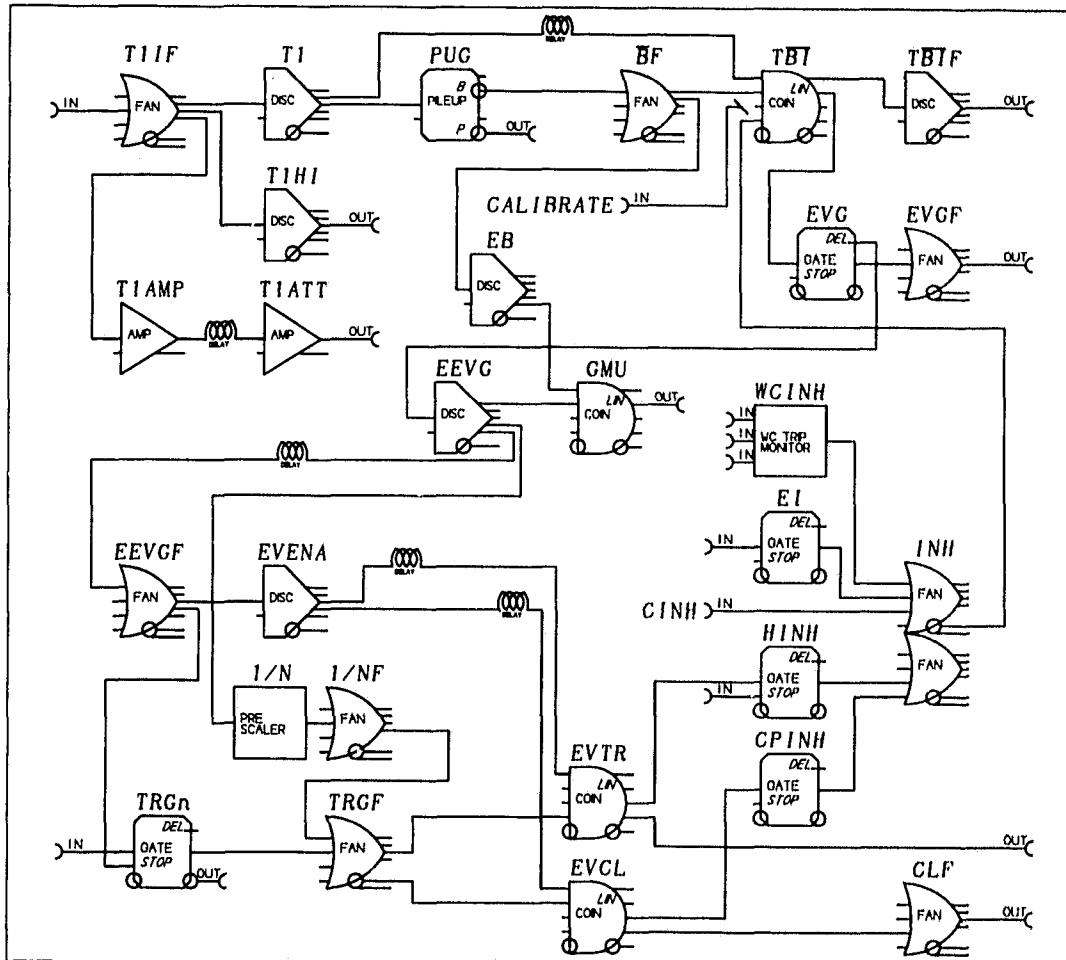 DELAY
T1IF T1 PUG B̅F TB̅I̅ TB̅I̅F
IN FAN DISC B PILEUP P OUT FAN LIN COIN DISC OUT
T1HI
DISC OUT
CALIBRATE IN
EB EVG EVGF
DISC DEL GATE STOP FAN OUT
T1AMP T1ATT
AMP DELAY AMP OUT
EEVG GMU WCINH
DISC LIN COIN OUT
IN IN IN WC TRIP MONITOR
DELAY
EI
IN DEL GATE STOP
EEVGF EVENA DELAY INH
FAN DISC DELAY FAN
CINH IN
HINH
IN DEL GATE STOP FAN
1/N 1/NF
PRE SCALER FAN
EVTR CPINH
LIN COIN DEL GATE STOP
TRGn TRGF
IN DEL GATE STOP OUT FAN OUT
EVCL CLF
LIN COIN FAN OUT